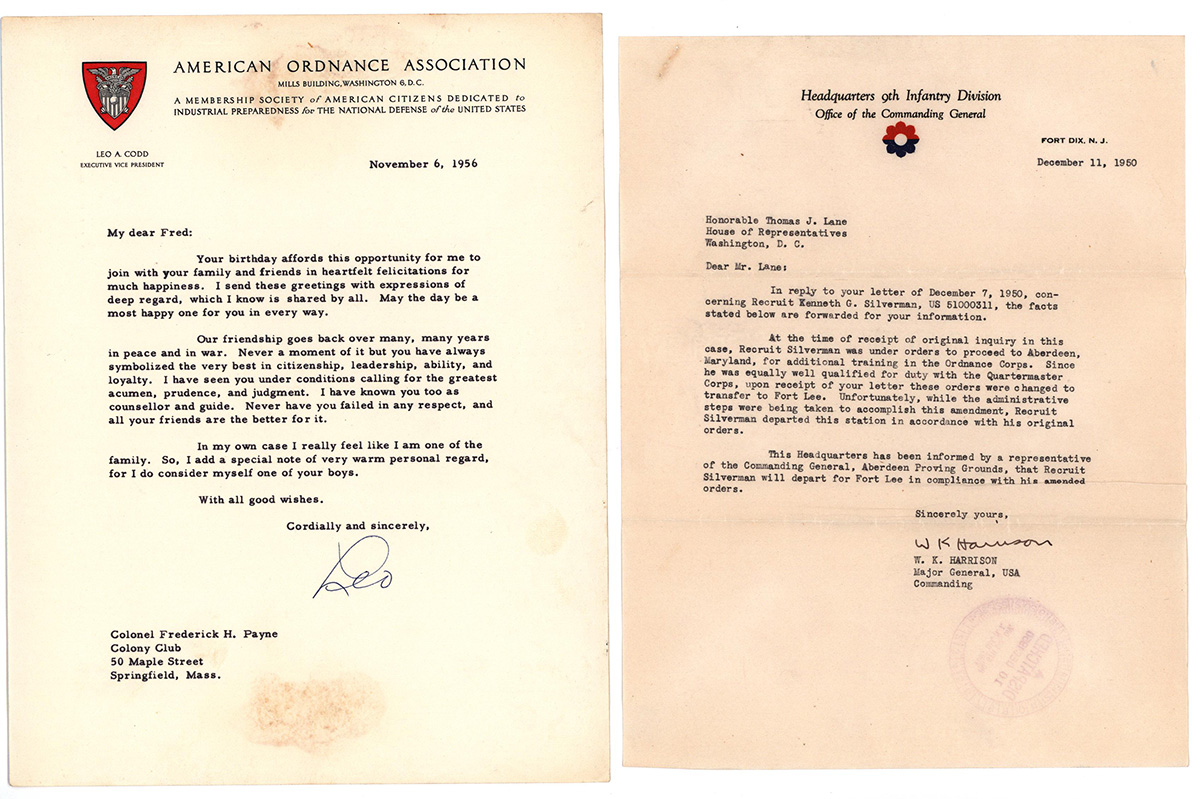 AMERICAN ORDNANCE ASSOCIATION
MILLS BUILDING, WASHINGTON 6, D.C.
A MEMBERSHIP SOCIETY of AMERICAN CITIZENS DEDICATED to
INDUSTRIAL PREPAREDNESS for THE NATIONAL DEFENSE of the UNITED STATES
LEO A. CODD
EXECUTIVE VICE PRESIDENT
November 6, 1956
My dear Fred:
Your birthday affords this opportunity for me to
join with your family and friends in heartfelt felicitations for
much happiness. I send these greetings with expressions of
deep regard, which I know is shared by all. May the day be a
most happy one for you in every way.
Our friendship goes back over many, many years
in peace and in war. Never a moment of it but you have always
symbolized the very best in citizenship, leadership, ability, and
loyalty. I have seen you under conditions calling for the greatest
acumen, prudence, and judgment. I have known you too as
counsellor and guide. Never have you failed in any respect, and
all your friends are the better for it.
In my own case I really feel like I am one of the
family. So, I add a special note of very warm personal regard,
for I do consider myself one of your boys.
With all good wishes.
Cordially and sincerely,
Leo
Colonel Frederick H. Payne
Colony Club
50 Maple Street
Springfield, Mass.
Headquarters 9th Infantry Division
Office of the Commanding General
FORT DIX, N. J.
December 11, 1950
Honorable Thomas J. Lane
House of Representatives
Washington, D. C.
Dear Mr. Lane:
In reply to your letter of December 7, 1950, con-
cerning Recruit Kenneth G. Silverman, US 51000311, the facts
stated below are forwarded for your information.
At the time of receipt of original inquiry in this
case, Recruit Silverman was under orders to proceed to Aberdeen,
Maryland, for additional training in the Ordnance Corps. Since
he was equally well qualified for duty with the Quartermaster
Corps, upon receipt of your letter these orders were changed to
transfer to Fort Lee. Unfortunately, while the administrative
steps were being taken to accomplish this amendment, Recruit
Silverman departed this station in accordance with his original
orders.
This Headquarters has been informed by a representative
of the Commanding General, Aberdeen Proving Grounds, that Recruit
Silverman will depart for Fort Lee in compliance with his amended
orders.
Sincerely yours,
W K Harrison
W. K. HARRISON
Major General, USA
Commanding
DISPATCHED